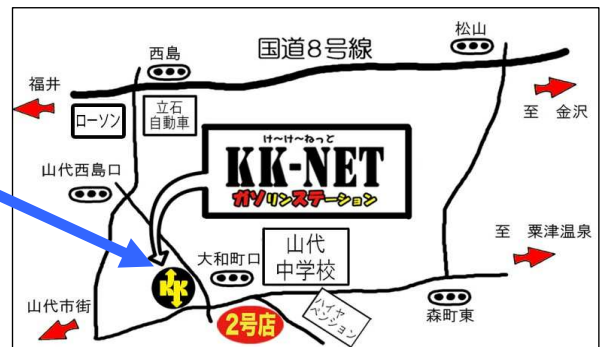 松山
西島
国道8号線
福井
ローソン
立石
自動車
至 金沢
け〜け〜ねっと
KK-NET
ガソリンステーション
山代西島口
大和町口
山代
中学校
至 粟津温泉
KK
山代市街
2号店
ハイヤ
ペンション
森町東